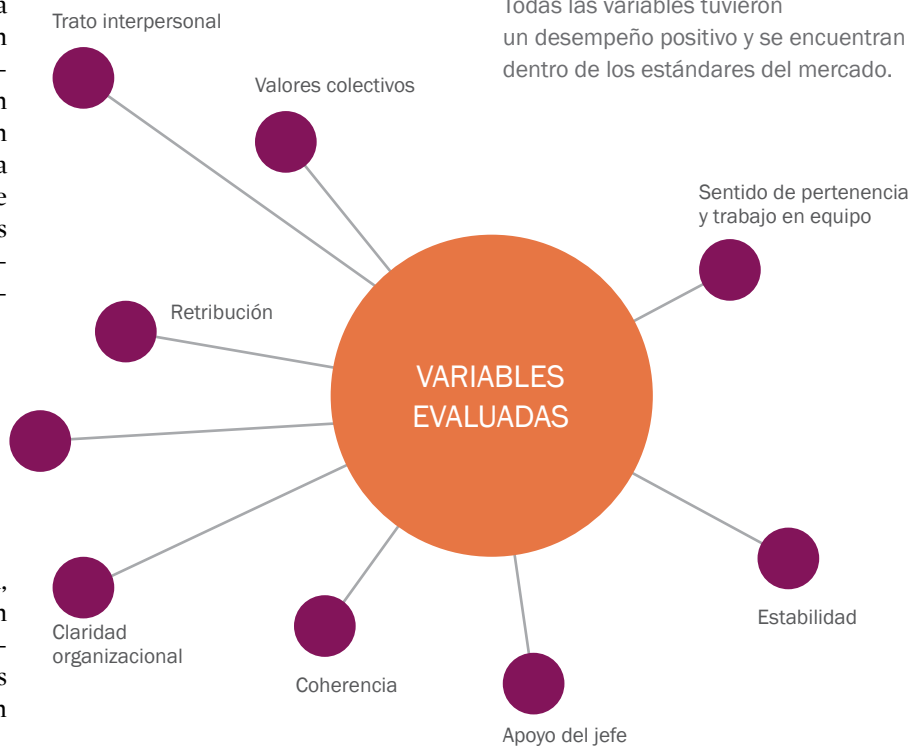 Trato interpersonal
Todas las variables tuvieron
un desempeño positivo y se encuentran
dentro de los estándares del mercado.
Valores colectivos
Sentido de pertenencia
y trabajo en equipo
Retribución
VARIABLES
EVALUADAS
Claridad
organizacional
Coherencia
Estabilidad
Apoyo del jefe